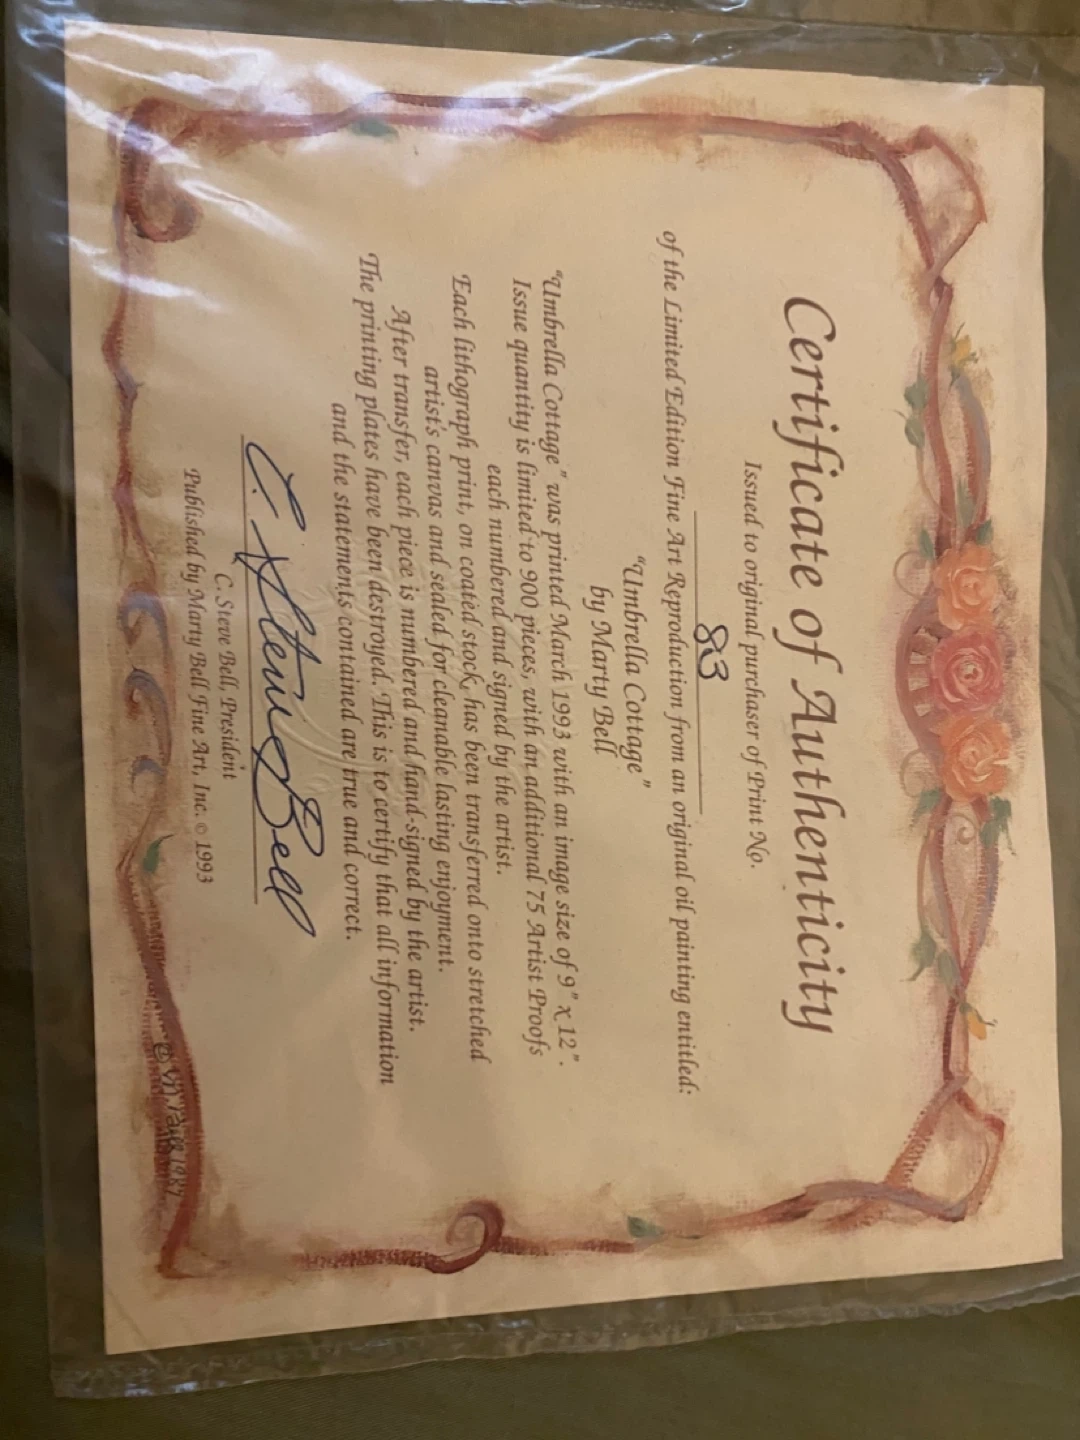 Certificate of Authenticity
Issued to original purchaser of Print No.
83
of the Limited Edition Fine Art Reproduction from an original oil painting entitled:
"Umbrella Cottage"
by Marty Bell
"Umbrella Cottage" was printed March 1993 with an image size of 9" x 12".
Issue quantity is limited to 900 pieces, with an additional 75 Artist Proofs
each numbered and signed by the artist.
Each lithograph print, on coated stock, has been transferred onto stretched
artist's canvas and sealed for cleanable lasting enjoyment.
After transfer, each piece is numbered and hand-signed by the artist.
The printing plates have been destroyed. This is to certify that all information
and the statements contained are true and correct.
C. Steve Bell
C. Steve Bell, President
Published by Marty Bell Fine Art, Inc. © 1993
© 1987